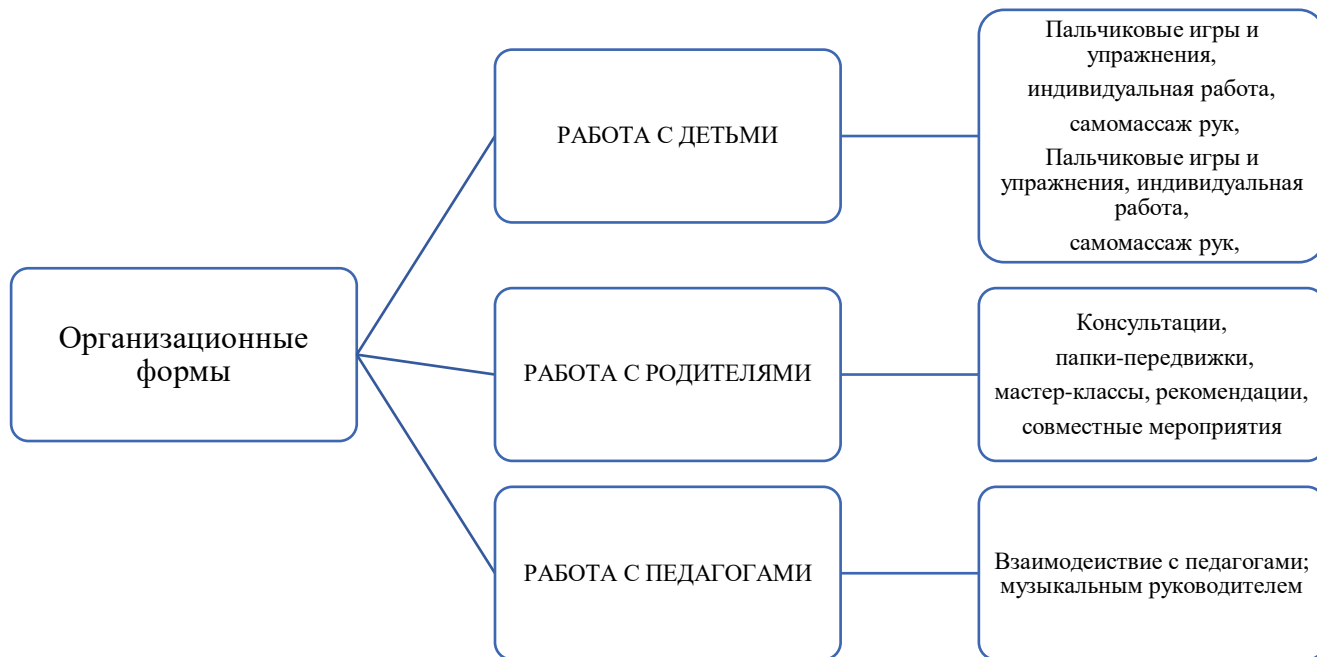 Организационные
формы
РАБОТА С ДЕТЬМИ
Пальчиковые игры и
упражнения,
индивидуальная работа,
самомассаж рук,
Пальчиковые игры и
упражнения, индивидуальная
работа,
самомассаж рук,
РАБОТА С РОДИТЕЛЯМИ
Консультации,
папки-передвижки,
мастер-классы, рекомендации,
совместные мероприятия
РАБОТА С ПЕДАГОГАМИ
Взаимодеиствие с педагогами;
музыкальным руководителем